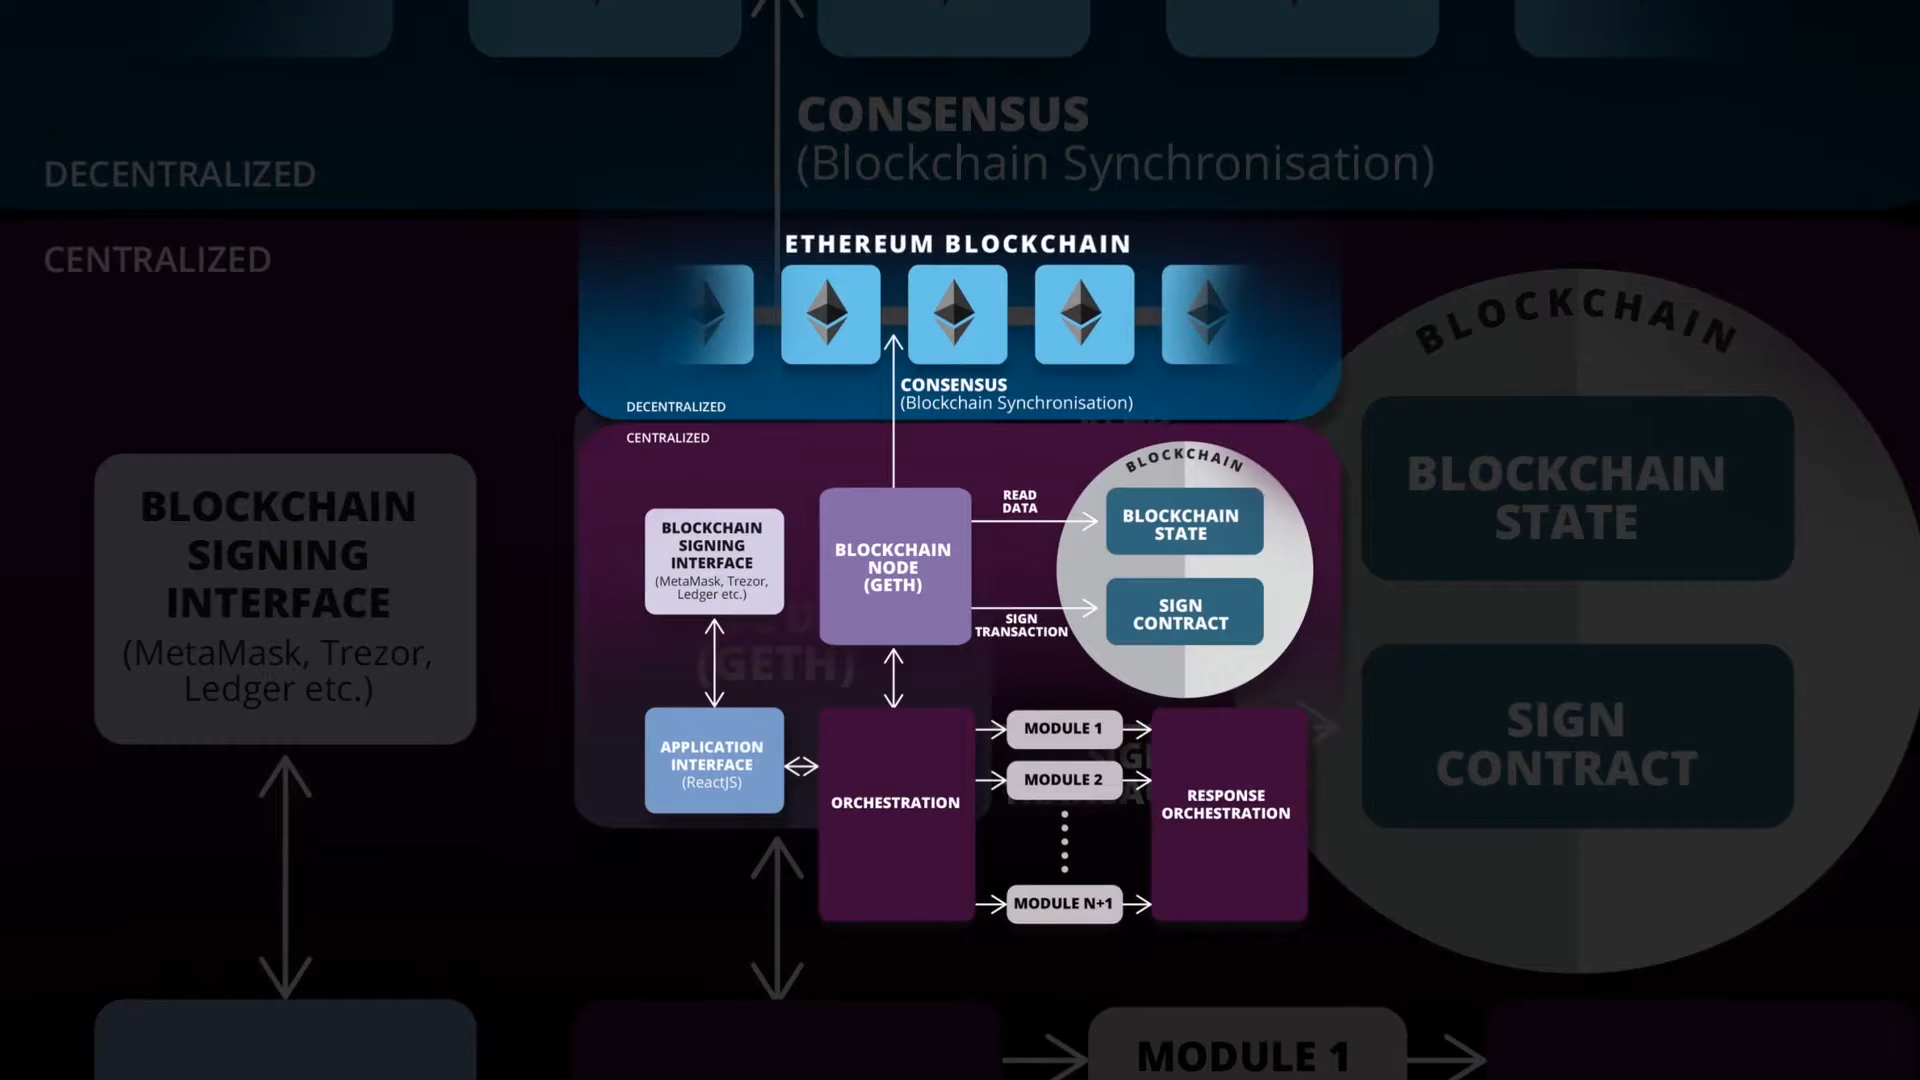 CONSENSUS
(Blockchain Synchronisation)
DECENTRALIZED
CENTRALIZED
ETHEREUM BLOCKCHAIN
CONSENSUS
(Blockchain Synchronisation)
DECENTRALIZED
CENTRALIZED
BLOCKCHAIN
READ
DATA
BLOCKCHAIN
STATE
BLOCKCHAIN
SIGNING
INTERFACE
(MetaMask, Trezor,
Ledger etc.)
BLOCKCHAIN
NODE
(GETH)
SIGN
TRANSACTION
SIGN
CONTRACT
APPLICATION
INTERFACE
(ReactJS)
ORCHESTRATION
MODULE 1
MODULE 2
MODULE N+1
RESPONSE
ORCHESTRATION
BLOCKCHAIN
SIGNING
INTERFACE
(MetaMask, Trezor,
Ledger etc.)
(GETH)
BLOCKCHAIN
BLOCKCHAIN
STATE
SIGN
CONTRACT
MODULE 1